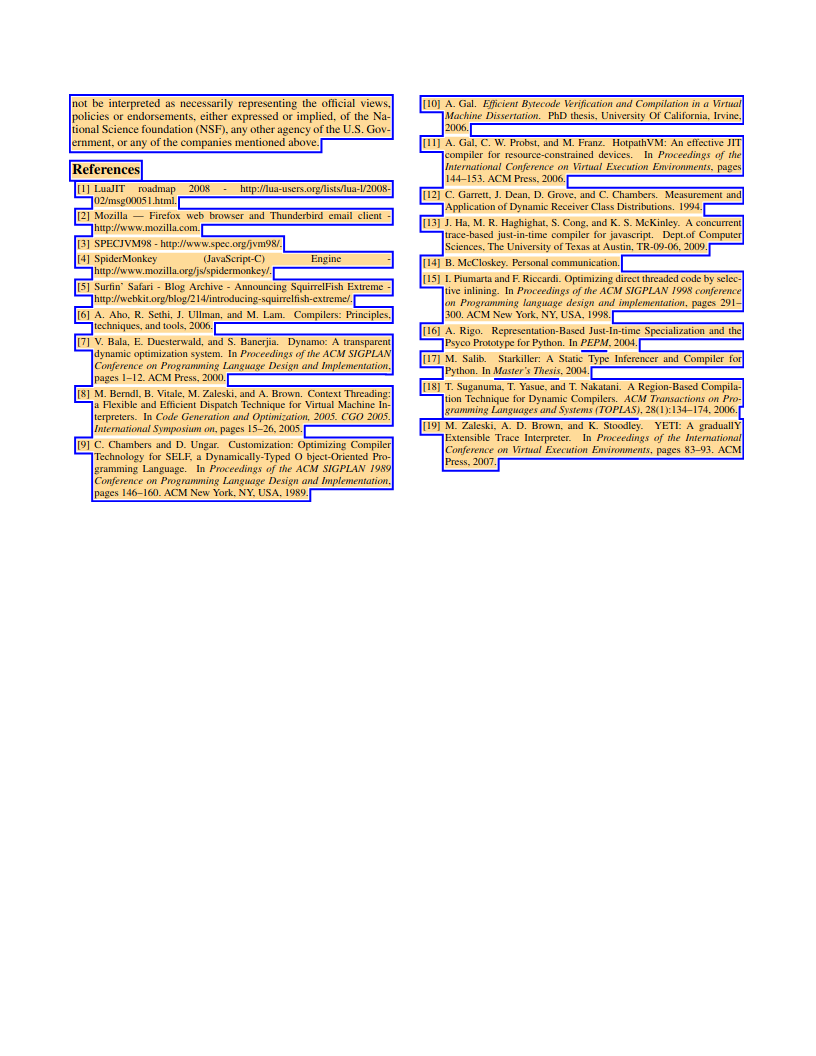 not be interpreted as necessarily representing the official views,
policies or endorsements, either expressed or implied, of the Na-
tional Science foundation (NSF), any other agency of the U.S. Gov-
ernment, or any of the companies mentioned above.
References
[1] LuaJIT roadmap 2008 - http://lua-users.org/lists/lua-l/2008-
02/msg00051.html.
[2] Mozilla — Firefox web browser and Thunderbird email client -
http://www.mozilla.com.
[3] SPECJVM98 - http://www.spec.org/jvm98/.
[4] SpiderMonkey (JavaScript-C) Engine -
http://www.mozilla.org/js/spidermonkey/.
[5] Surfin' Safari - Blog Archive - Announcing SquirrelFish Extreme -
http://webkit.org/blog/214/introducing-squirrelfish-extreme/.
[6] A. Aho, R. Sethi, J. Ullman, and M. Lam. Compilers: Principles,
techniques, and tools, 2006.
[7] V. Bala, E. Duesterwald, and S. Banerjia. Dynamo: A transparent
dynamic optimization system. In Proceedings of the ACM SIGPLAN
Conference on Programming Language Design and Implementation,
pages 1–12. ACM Press, 2000.
[8] M. Berndl, B. Vitale, M. Zaleski, and A. Brown. Context Threading:
a Flexible and Efficient Dispatch Technique for Virtual Machine In-
terpreters. In Code Generation and Optimization, 2005. CGO 2005.
International Symposium on, pages 15–26, 2005.
[9] C. Chambers and D. Ungar. Customization: Optimizing Compiler
Technology for SELF, a Dynamically-Typed O bject-Oriented Pro-
gramming Language. In Proceedings of the ACM SIGPLAN 1989
Conference on Programming Language Design and Implementation,
pages 146–160. ACM New York, NY, USA, 1989.
[10] A. Gal. Efficient Bytecode Verification and Compilation in a Virtual
Machine Dissertation. PhD thesis, University Of California, Irvine,
2006.
[11] A. Gal, C. W. Probst, and M. Franz. HotpathVM: An effective JIT
compiler for resource-constrained devices. In Proceedings of the
International Conference on Virtual Execution Environments, pages
144–153. ACM Press, 2006.
[12] C. Garrett, J. Dean, D. Grove, and C. Chambers. Measurement and
Application of Dynamic Receiver Class Distributions. 1994.
[13] J. Ha, M. R. Haghighat, S. Cong, and K. S. McKinley. A concurrent
trace-based just-in-time compiler for javascript. Dept.of Computer
Sciences, The University of Texas at Austin, TR-09-06, 2009.
[14] B. McCloskey. Personal communication.
[15] I. Piumarta and F. Riccardi. Optimizing direct threaded code by selec-
tive inlining. In Proceedings of the ACM SIGPLAN 1998 conference
on Programming language design and implementation, pages 291–
300. ACM New York, NY, USA, 1998.
[16] A. Rigo. Representation-Based Just-In-time Specialization and the
Psyco Prototype for Python. In PEPM, 2004.
[17] M. Salib. Starkiller: A Static Type Inferencer and Compiler for
Python. In Master's Thesis, 2004.
[18] T. Suganuma, T. Yasue, and T. Nakatani. A Region-Based Compila-
tion Technique for Dynamic Compilers. ACM Transactions on Pro-
gramming Languages and Systems (TOPLAS), 28(1):134–174, 2006.
[19] M. Zaleski, A. D. Brown, and K. Stoodley. YETI: A graduallY
Extensible Trace Interpreter. In Proceedings of the International
Conference on Virtual Execution Environments, pages 83–93. ACM
Press, 2007.